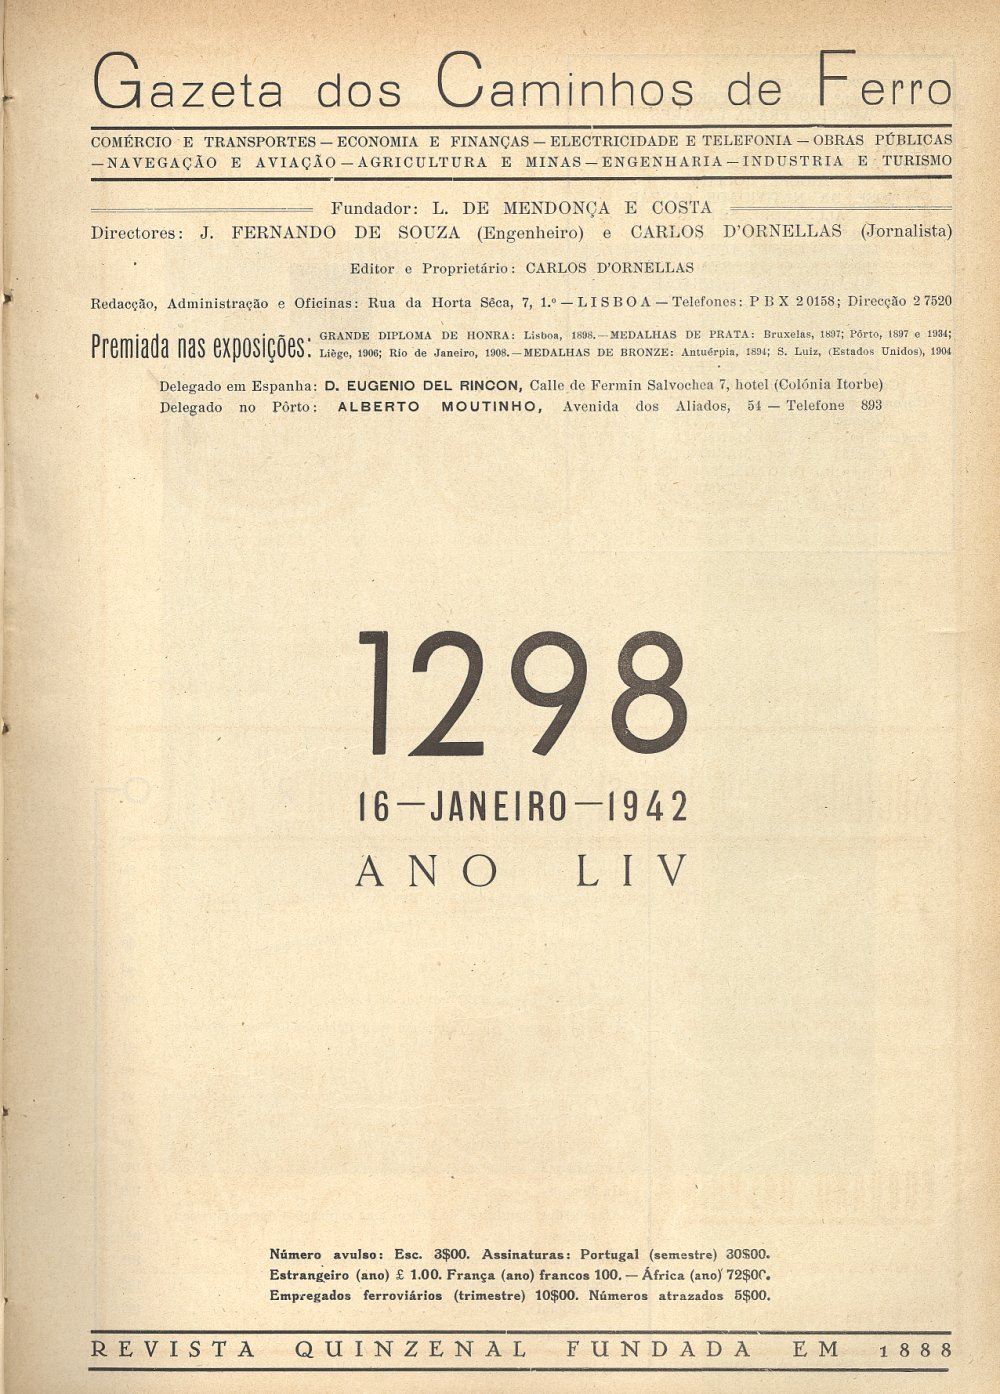 Gazeta dos Caminhos de Ferro
COMÉRCIO E TRANSPORTES — ECONOMIA E FINANÇAS — ELECTRICIDADE E TELEFONIA — OBRAS PÚBLICAS
— NAVEGAÇÃO E AVIAÇÃO — AGRICULTURA E MINAS — ENGENHARIA — INDUSTRIA E TURISMO
Fundador: L. DE MENDONÇA E COSTA
Directores: J. FERNANDO DE SOUZA (Engenheiro) e CARLOS D'ORNELLAS (Jornalista)
Editor e Proprietário: CARLOS D'ORNELLAS
Redacção, Administração e Oficinas: Rua da Horta Sêca, 7, 1.º — LISBOA — Telefones: P B X 2 0158; Direcção 2 7520
Premiada nas exposições: GRANDE DIPLOMA DE HONRA: Lisboa, 1898. — MEDALHAS DE PRATA: Bruxelas, 1897; Pôrto, 1897 e 1934;
Liège, 1906; Rio de Janeiro, 1908. — MEDALHAS DE BRONZE: Antuérpia, 1894; S. Luiz, (Estados Unidos), 1904
Delegado em Espanha: D. EUGENIO DEL RINCON, Calle de Fermin Salvochea 7, hotel (Colónia Itorbe)
Delegado no Pôrto: ALBERTO MOUTINHO, Avenida dos Aliados, 54 — Telefone 893
1298
16 — JANEIRO — 1942
ANO LIV
Número avulso: Esc. 3$00. Assinaturas: Portugal (semestre) 30$00.
Estrangeiro (ano) £ 1.00. França (ano) francos 100. — África (ano) 72$00.
Empregados ferroviários (trimestre) 10$00. Números atrazados 5$00.
REVISTA QUINZENAL FUNDADA EM 1888